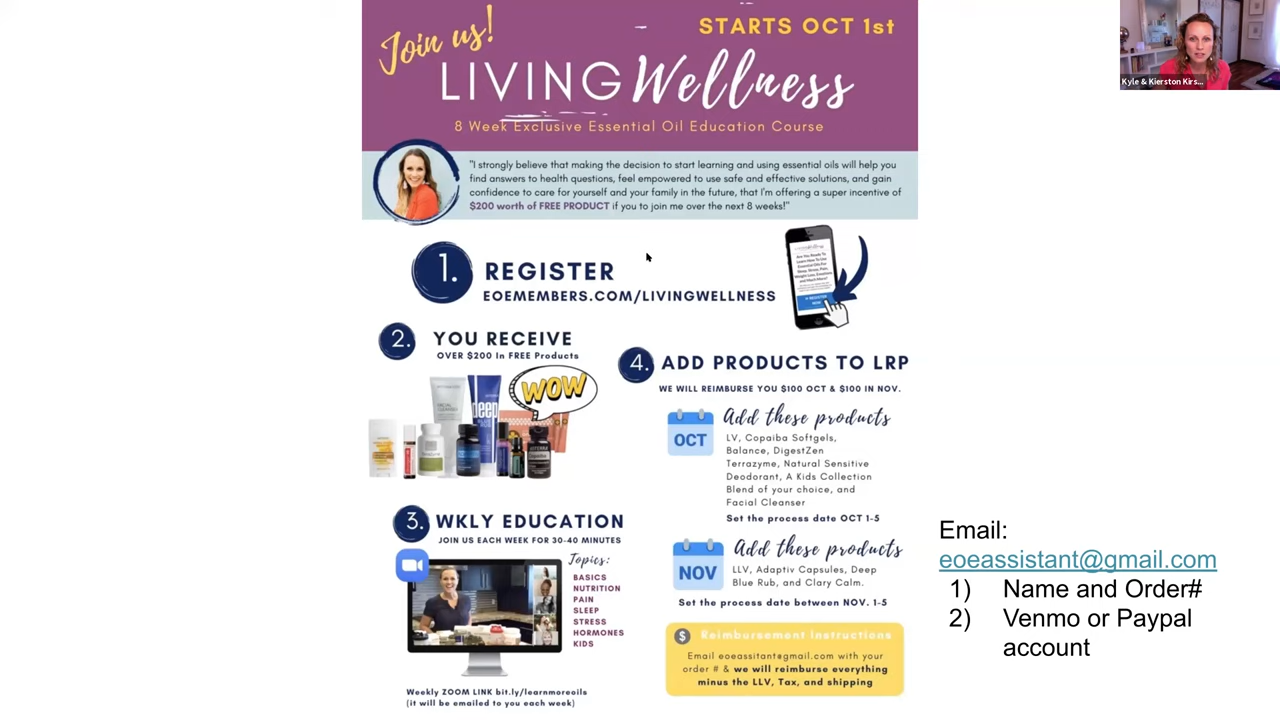 Join us!
STARTS OCT 1st
LIVING Wellness
8 Week Exclusive Essential Oil Education Course
"I strongly believe that making the decision to start learning and using essential oils will help you
find answers to health questions, feel empowered to use safe and effective solutions, and gain
confidence to care for yourself and your family in the future, that I'm offering a super incentive of
$200 worth of FREE PRODUCT if you to join me over the next 8 weeks!"
1. REGISTER
EOEMEMBERS.COM/LIVINGWELLNESS
2. YOU RECEIVE
OVER $200 In FREE Products
WOW
deep
3. WKLY EDUCATION
JOIN US EACH WEEK FOR 30-40 MINUTES
Topics:
BASICS
NUTRITION
PAIN
SLEEP
STRESS
HORMONES
KIDS
Weekly ZOOM LINK bit.ly/learnmoreoils
(it will be emailed to you each week)
4. ADD PRODUCTS TO LRP
WE WILL REIMBURSE YOU $100 OCT & $100 IN NOV.
OCT
Add these products
LV, Copaiba Softgels,
Balance, DigestZen
Terrazyme, Natural Sensitive
Deodorant, A Kids Collection
Blend of your choice, and
Facial Cleanser
Set the process date OCT 1-5
NOV
Add these products
LLV, Adaptiv Capsules, Deep
Blue Rub, and Clary Calm.
Set the process date between NOV. 1-5
$ Reimbursement Instructions
Email eoeassitant@gmail.com with your
order # & we will reimburse everything
minus the LLV, Tax, and shipping
Email:
eoeassistant@gmail.com
1) Name and Order#
2) Venmo or Paypal
account
Kyle & Kierston Kirs...